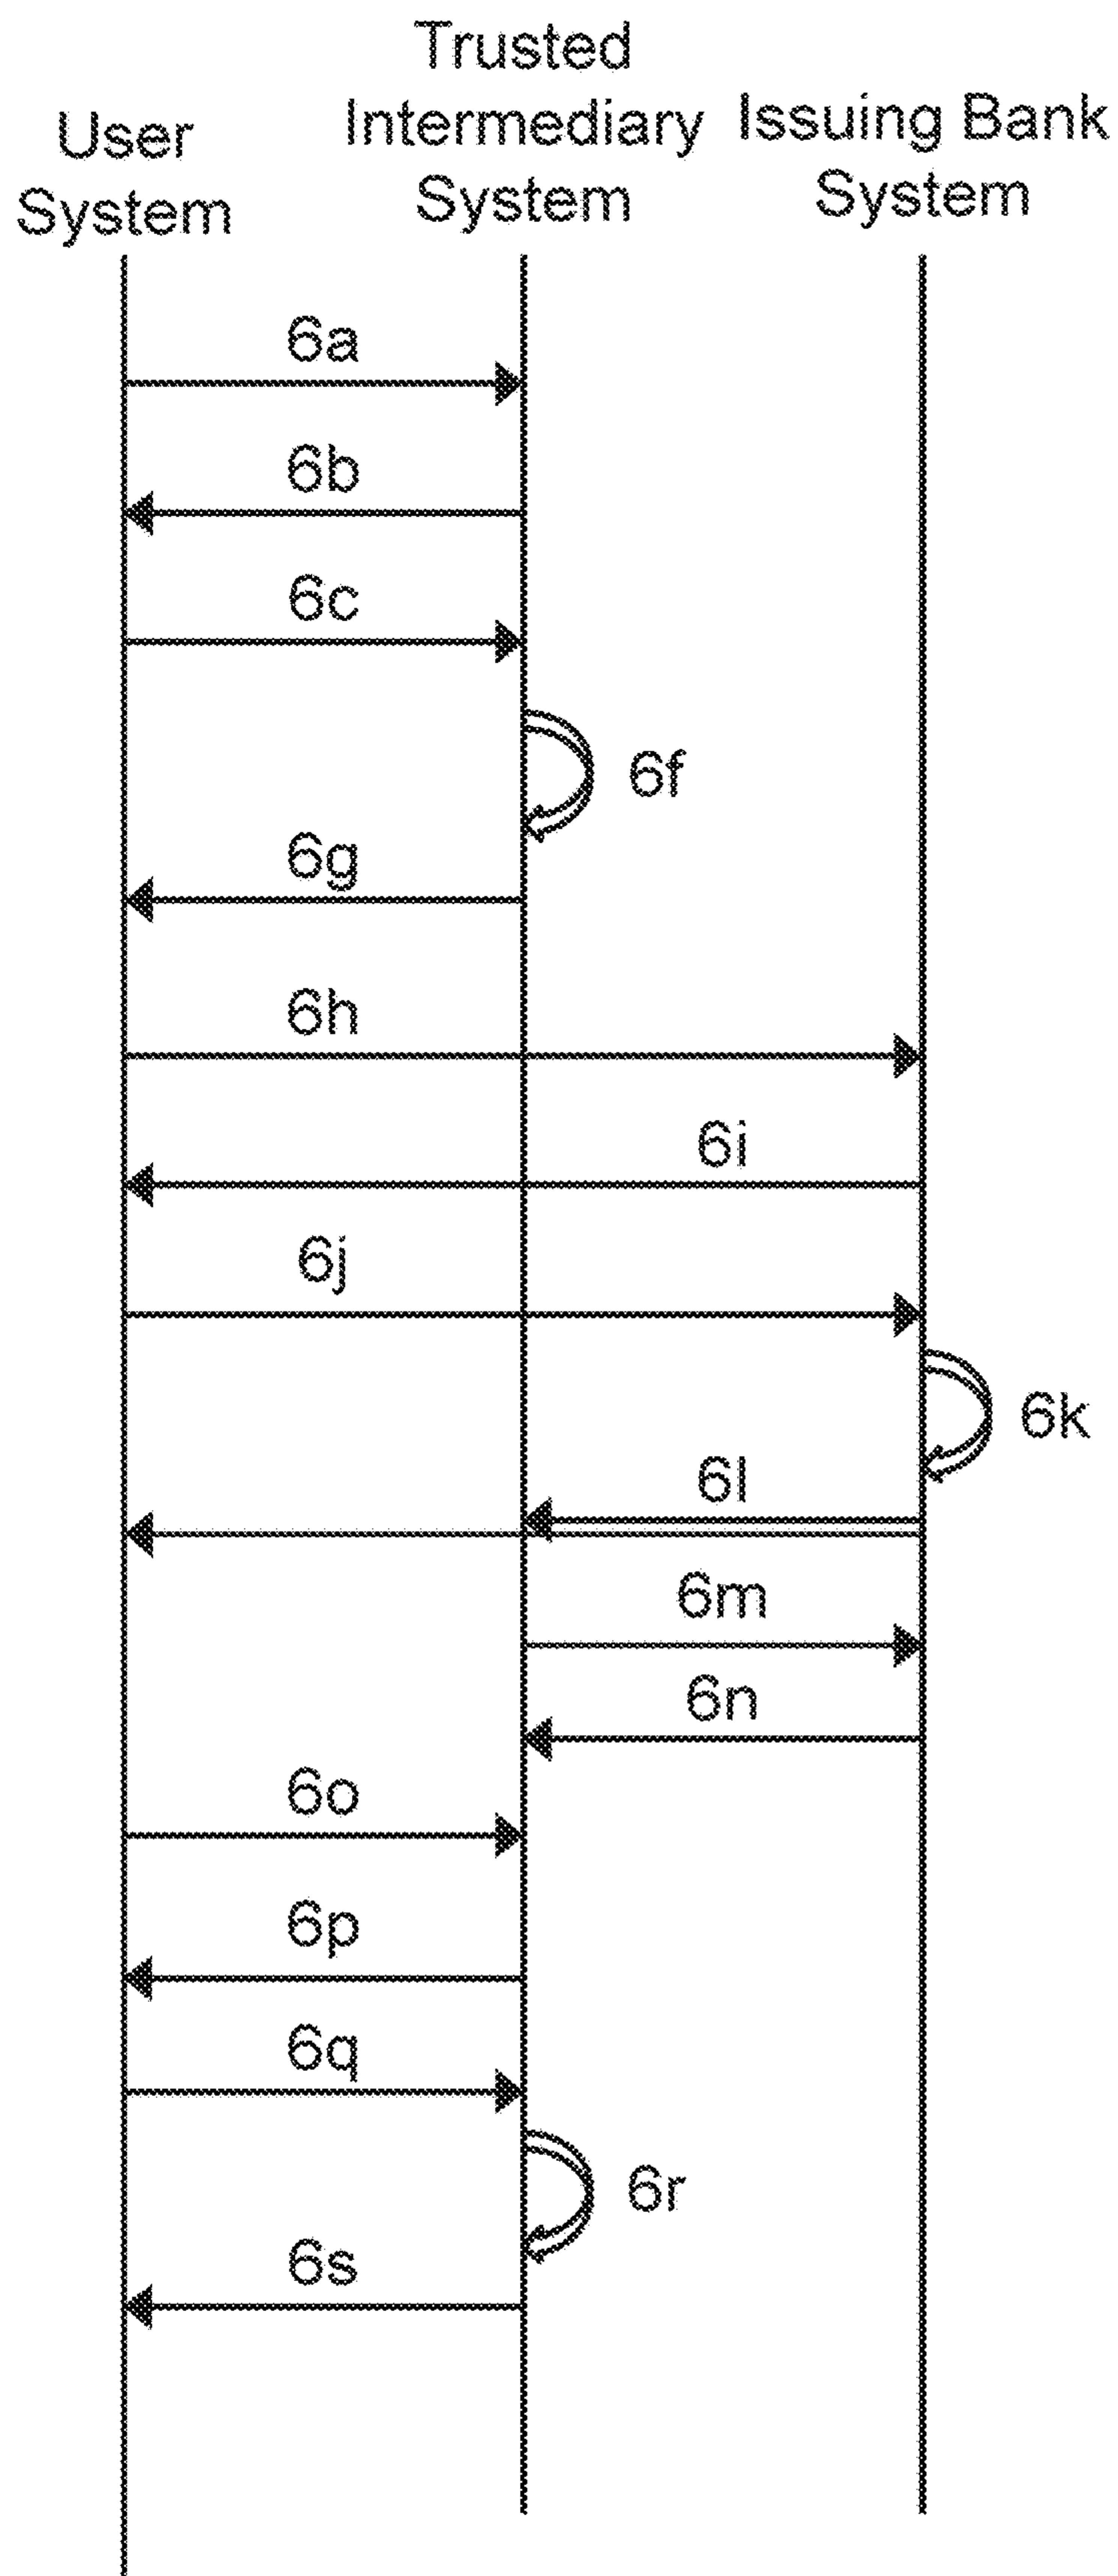 User
System
Trusted
Intermediary
System
Issuing Bank
System
6a
6b
6c
6f
6g
6h
6i
6j
6k
6l
6m
6n
6o
6p
6q
6r
6s